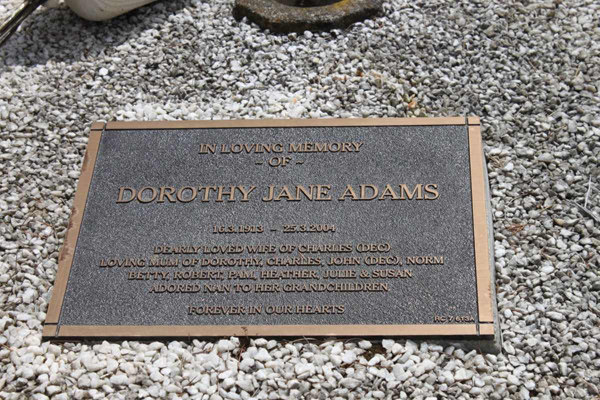 IN LOVING MEMORY
- OF -
DOROTHY JANE ADAMS
16.3.1913 - 25.3.2004
DEARLY LOVED WIFE OF CHARLES (DEC)
LOVING MUM OF DOROTHY, CHARLES, JOHN (DEC), NORM
BETTY, ROBERT, PAM, HEATHER, JULIE & SUSAN
ADORED NAN TO HER GRANDCHILDREN
FOREVER IN OUR HEARTS